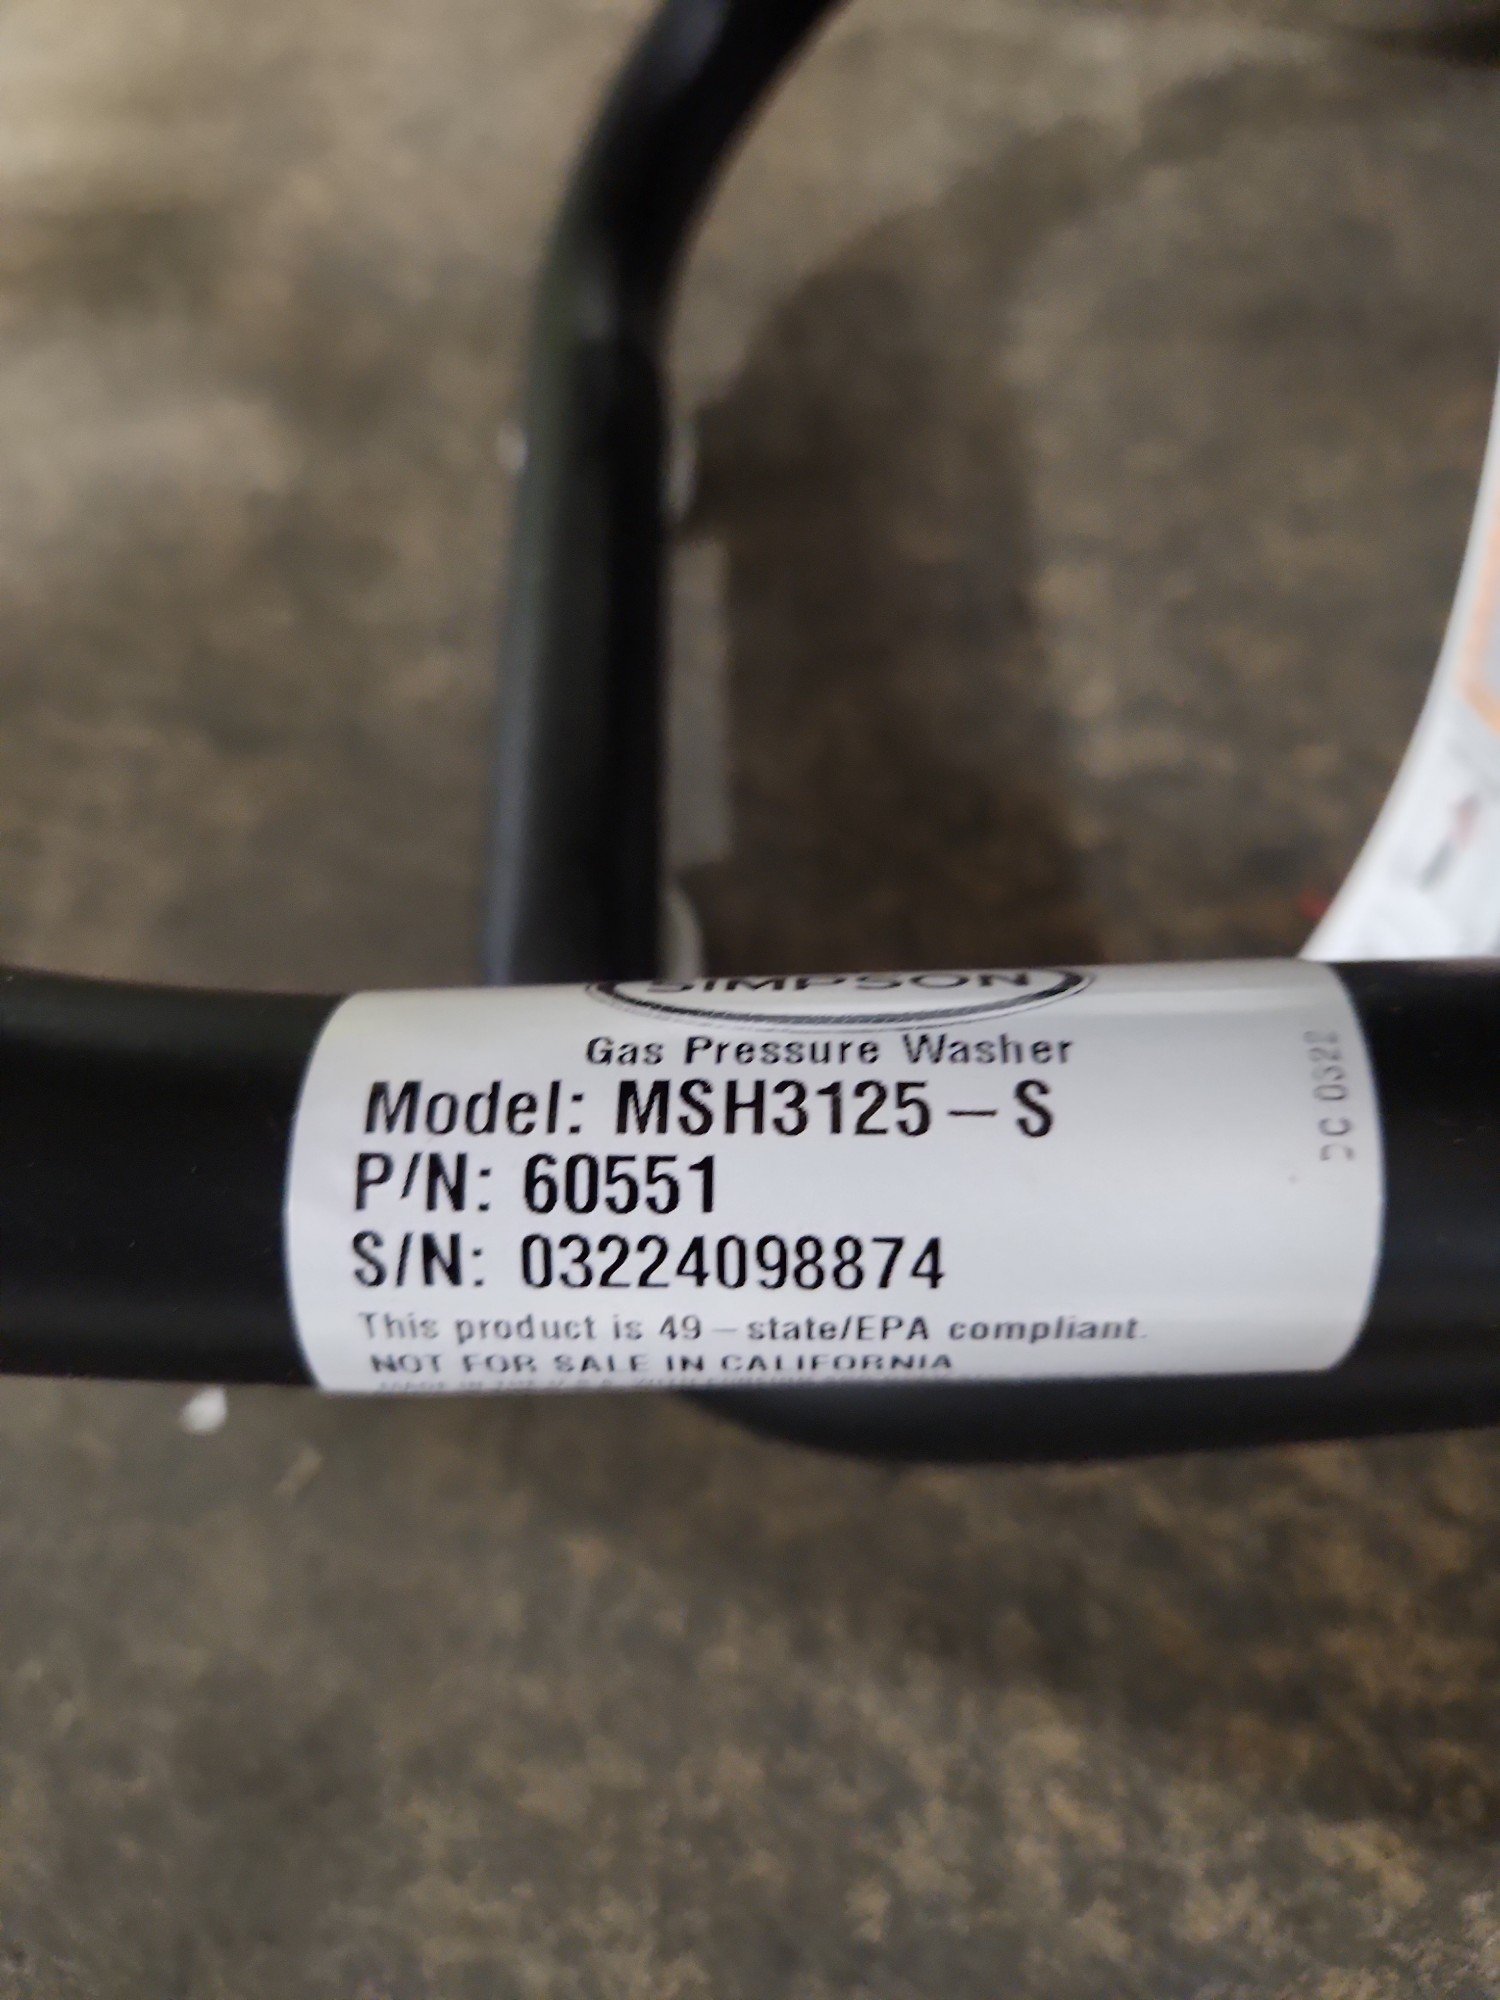 SIMPSON
Gas Pressure Washer
Model: MSH3125-S
P/N: 60551
S/N: 03224098874
This product is 49-state/EPA compliant.
NOT FOR SALE IN CALIFORNIA
DC 0322